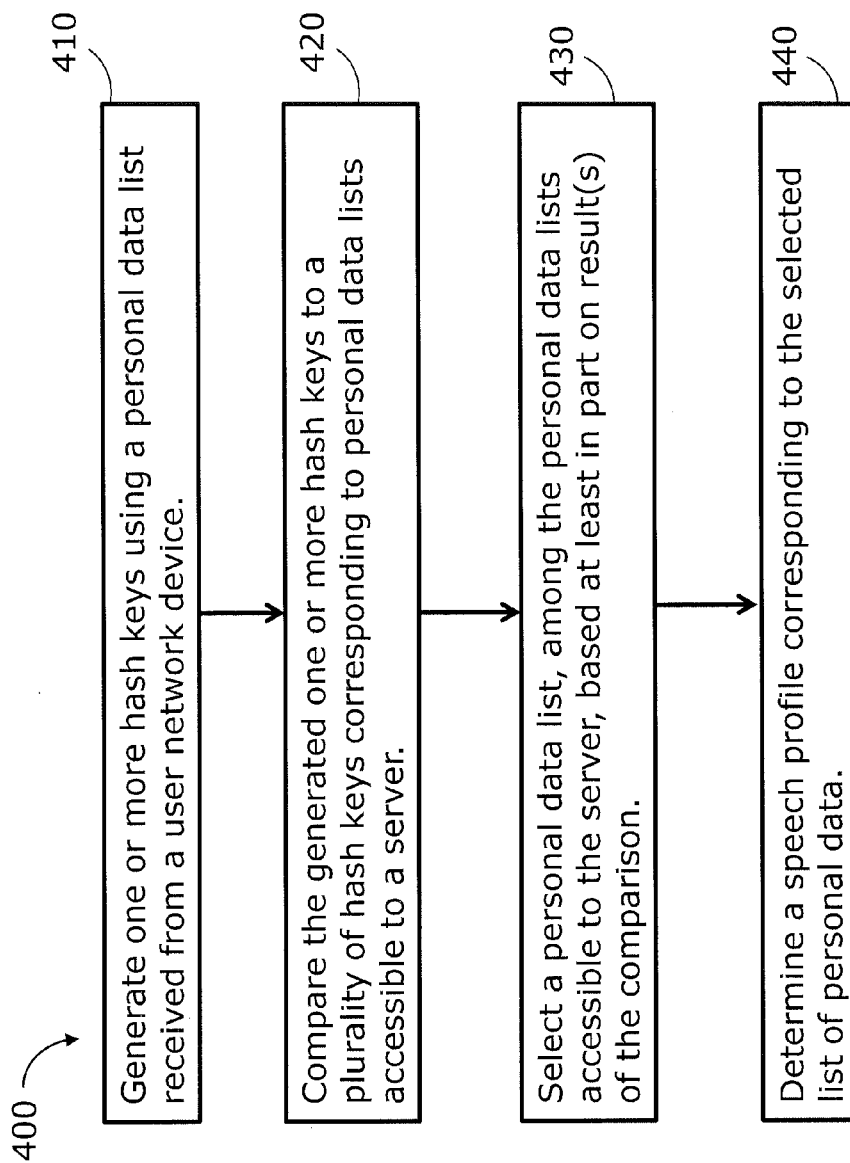 400
410
Generate one or more hash keys using a personal data list
received from a user network device.
420
Compare the generated one or more hash keys to a
plurality of hash keys corresponding to personal data lists
accessible to a server.
430
Select a personal data list, among the personal data lists
accessible to the server, based at least in part on result(s)
of the comparison.
440
Determine a speech profile corresponding to the selected
list of personal data.